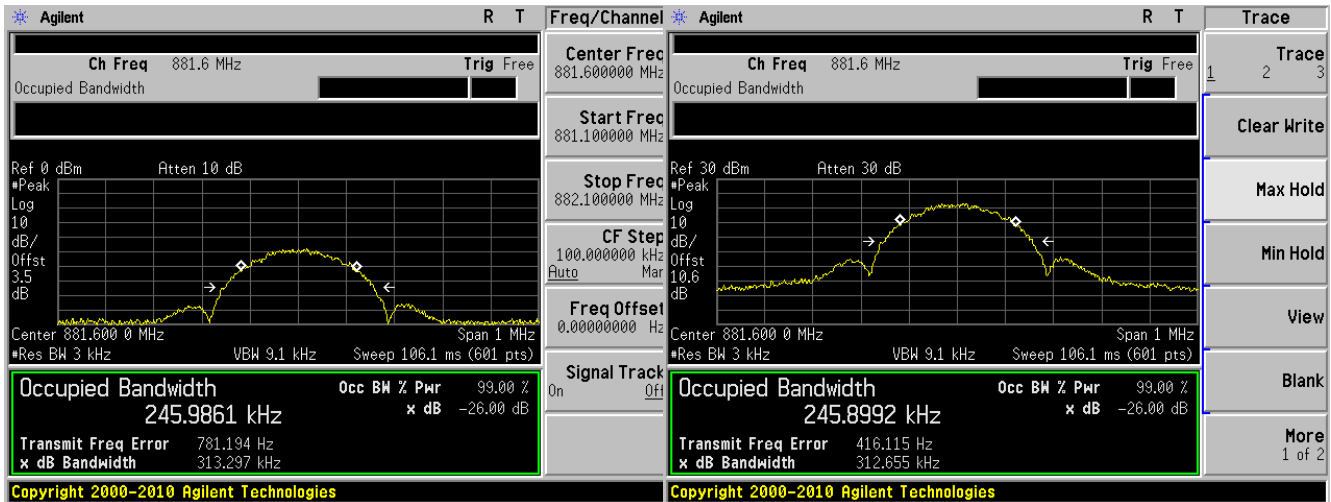 Agilent R T Freq/Channel
Ch Freq 881.6 MHz Trig Free
Occupied Bandwidth
Center Freq
881.600000 MHz
Start Freq
881.100000 MHz
Stop Freq
882.100000 MHz
CF Step
100.000000 kHz
Auto Man
Freq Offset
0.00000000 Hz
Signal Track
On Off
Ref 0 dBm Atten 10 dB
#Peak
Log
10
dB/
Offst
3.5
dB
Center 881.600 0 MHz Span 1 MHz
#Res BW 3 kHz VBW 9.1 kHz Sweep 106.1 ms (601 pts)
Occupied Bandwidth Occ BW % Pwr 99.00 %
245.9861 kHz x dB -26.00 dB
Transmit Freq Error 781.194 Hz
x dB Bandwidth 313.297 kHz
Copyright 2000-2010 Agilent Technologies
Agilent R T Trace
Ch Freq 881.6 MHz Trig Free
Occupied Bandwidth
Trace
1 2 3
Clear Write
Max Hold
Min Hold
View
Blank
More
1 of 2
Ref 30 dBm Atten 30 dB
#Peak
Log
10
dB/
Offst
10.6
dB
Center 881.600 0 MHz Span 1 MHz
#Res BW 3 kHz VBW 9.1 kHz Sweep 106.1 ms (601 pts)
Occupied Bandwidth Occ BW % Pwr 99.00 %
245.8992 kHz x dB -26.00 dB
Transmit Freq Error 416.115 Hz
x dB Bandwidth 312.655 kHz
Copyright 2000-2010 Agilent Technologies